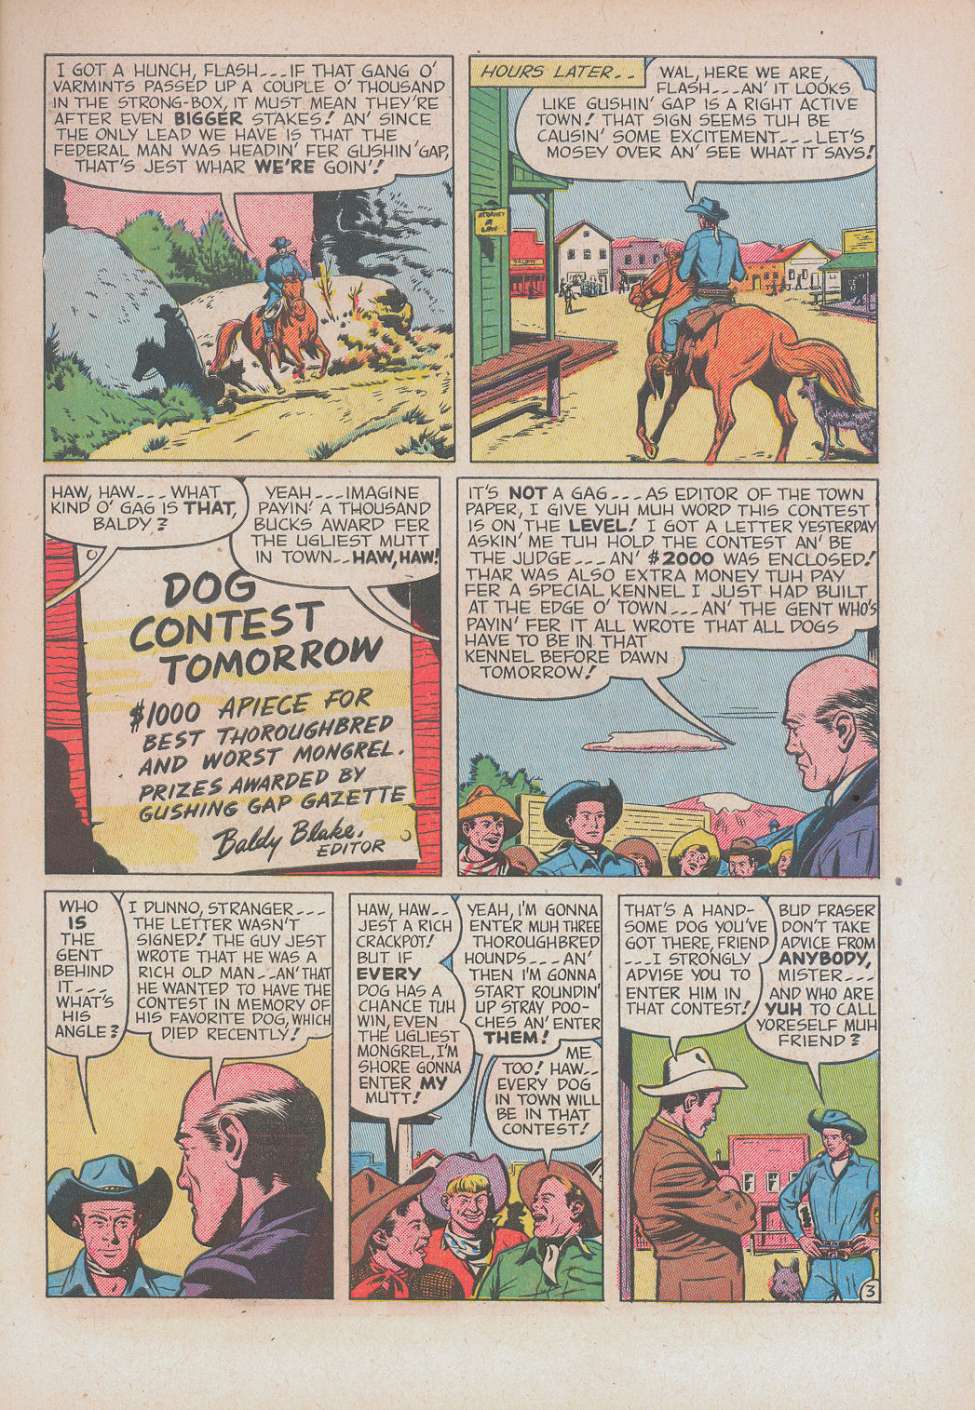 I GOT A HUNCH, FLASH... IF THAT GANG O'
VARMINTS PASSED UP A COUPLE O' THOUSAND
IN THE STRONG-BOX, IT MUST MEAN THEY'RE
AFTER EVEN BIGGER STAKES! AN' SINCE
THE ONLY LEAD WE HAVE IS THAT THE
FEDERAL MAN WAS HEADIN' FER GUSHIN' GAP,
THAT'S JEST WHAR WE'RE GOIN'!
HOURS LATER..
WAL, HERE WE ARE,
FLASH... AN' IT LOOKS
LIKE GUSHIN' GAP IS A RIGHT ACTIVE
TOWN! THAT SIGN SEEMS TUH BE
CAUSIN' SOME EXCITEMENT... LET'S
MOSEY OVER AN' SEE WHAT IT SAYS!
ATTORNEY
LAW
HAW, HAW... WHAT
KIND O' GAG IS THAT,
BALDY?
YEAH... IMAGINE
PAYIN' A THOUSAND
BUCKS AWARD FER
THE UGLIEST MUTT
IN TOWN.. HAW, HAW!
DOG
CONTEST
TOMORROW
$1000 APIECE FOR
BEST THOROUGHBRED
AND WORST MONGREL.
PRIZES AWARDED BY
GUSHING GAP GAZETTE
Baldy Blake,
EDITOR
IT'S NOT A GAG... AS EDITOR OF THE TOWN
PAPER, I GIVE YUH MUH WORD THIS CONTEST
IS ON THE LEVEL! I GOT A LETTER YESTERDAY
ASKIN' ME TUH HOLD THE CONTEST AN' BE
THE JUDGE... AN' $2000 WAS ENCLOSED!
THAR WAS ALSO EXTRA MONEY TUH PAY
FER A SPECIAL KENNEL I JUST HAD BUILT
AT THE EDGE O' TOWN... AN' THE GENT WHO'S
PAYIN' FER IT ALL WROTE THAT ALL DOGS
HAVE TO BE IN THAT
KENNEL BEFORE DAWN
TOMORROW!
WHO
IS
THE
GENT
BEHIND
IT...
WHAT'S
HIS
ANGLE?
I DUNNO, STRANGER...
THE LETTER WASN'T
SIGNED! THE GUY JEST
WROTE THAT HE WAS A
RICH OLD MAN.. AN' THAT
HE WANTED TO HAVE THE
CONTEST IN MEMORY OF
HIS FAVORITE DOG, WHICH
DIED RECENTLY!
HAW, HAW..
JEST A RICH
CRACKPOT!
BUT IF
EVERY
DOG HAS A
CHANCE TUH
WIN, EVEN
THE UGLIEST
MONGREL, I'M
SHORE GONNA
ENTER MY
MUTT!
YEAH, I'M GONNA
ENTER MUH THREE
THOROUGHBRED
HOUNDS... AN'
THEN I'M GONNA
START ROUNDIN'
UP STRAY POO-
CHES AN' ENTER
THEM!
ME
TOO! HAW..
EVERY DOG
IN TOWN WILL
BE IN THAT
CONTEST!
THAT'S A HAND-
SOME DOG YOU'VE
GOT THERE, FRIEND
... I STRONGLY
ADVISE YOU TO
ENTER HIM IN
THAT CONTEST!
BUD FRASER
DON'T TAKE
ADVICE FROM
ANYBODY,
MISTER...
AND WHO ARE
YUH TO CALL
YORESELF MUH
FRIEND?
3